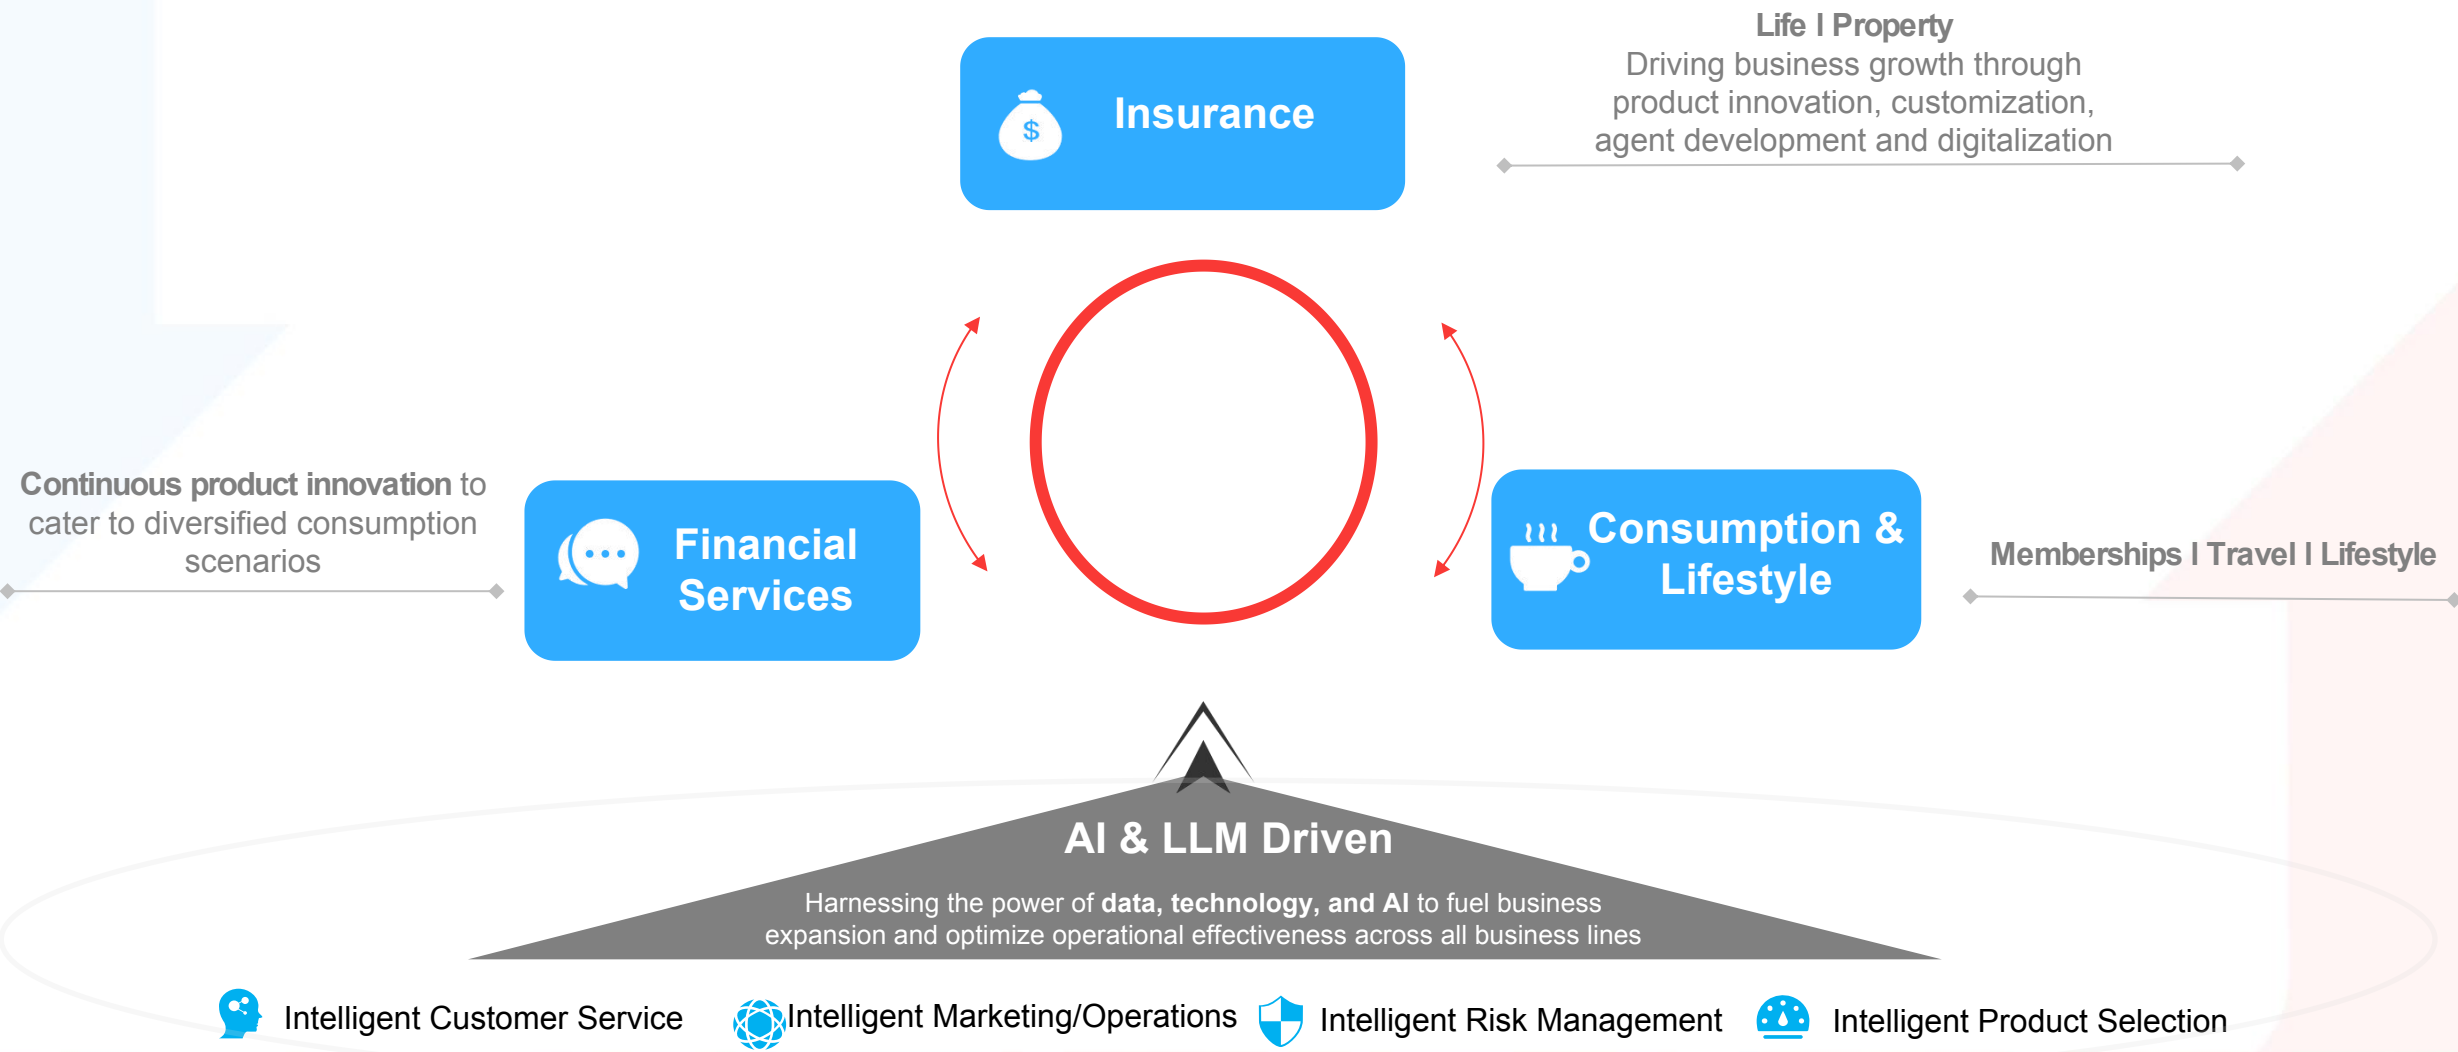 Life I Property
Driving business growth through
product innovation, customization,
agent development and digitalization
Insurance
$
Continuous product innovation to
cater to diversified consumption
scenarios
Financial
Services
Consumption &
Lifestyle
Memberships I Travel I Lifestyle
AI & LLM Driven
Harnessing the power of data, technology, and AI to fuel business
expansion and optimize operational effectiveness across all business lines
Intelligent Customer Service
Intelligent Marketing/Operations
Intelligent Risk Management
Intelligent Product Selection